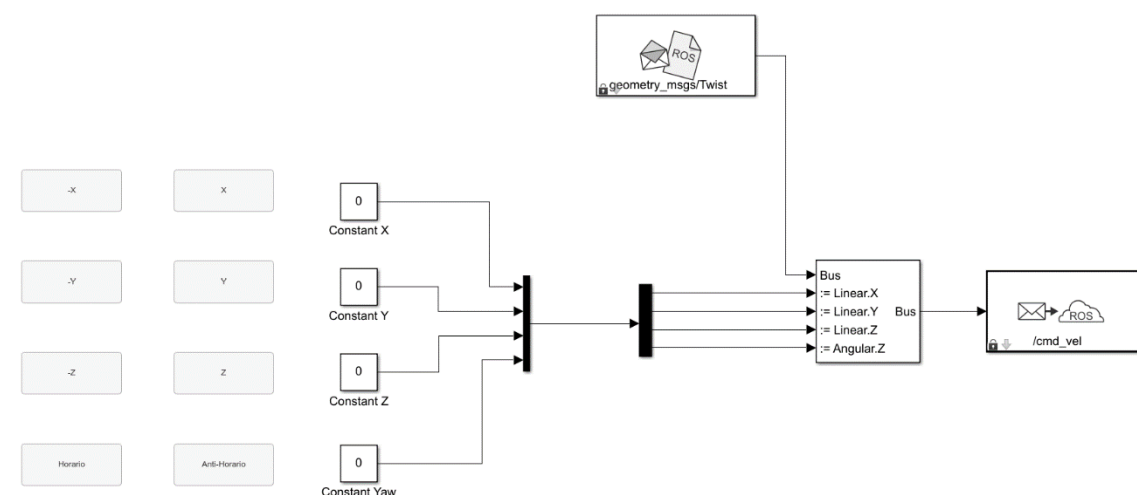 ROS
geometry_msgs/Twist
-X
X
0
Constant X
-Y
Y
0
Constant Y
-Z
Z
0
Constant Z
Horario
Anti-Horario
0
Constant Yaw
Bus
:= Linear.X
:= Linear.Y
:= Linear.Z
:= Angular.Z
Bus
ROS
/cmd_vel